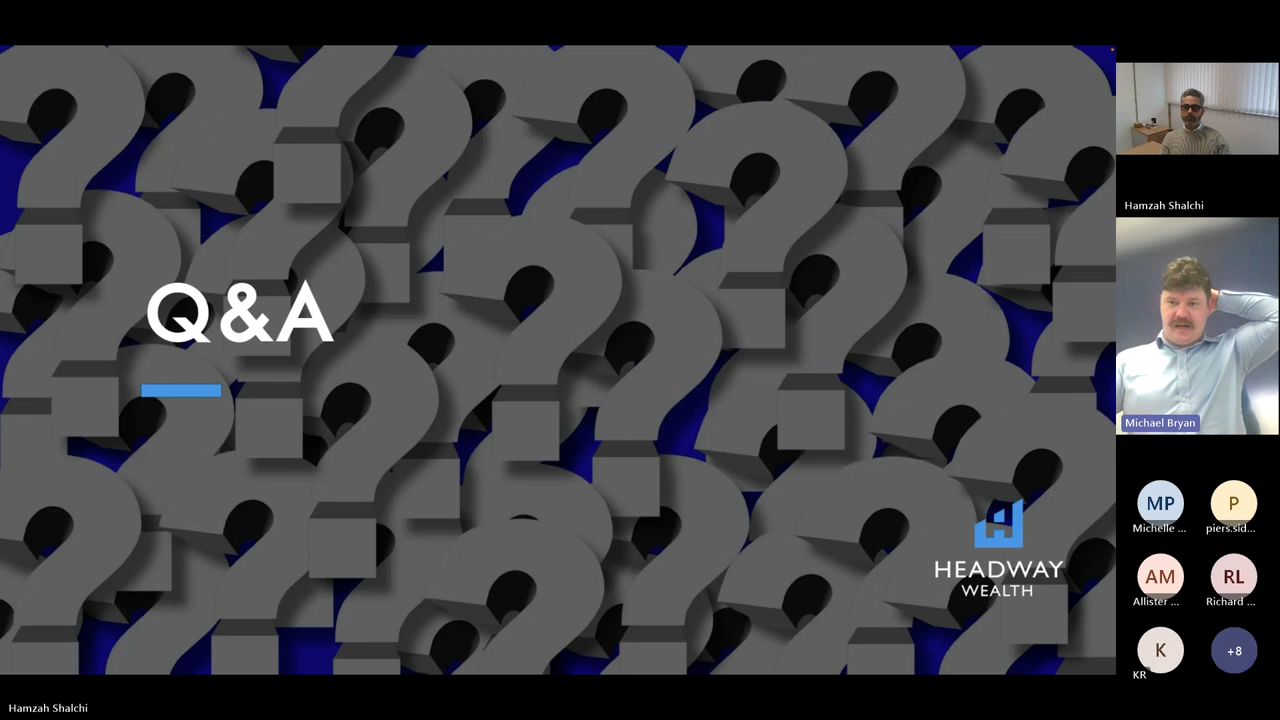 Q&A
HEADWAY
WEALTH
Hamzah Shalchi
Michael Bryan
MP
P
Michelle ...
piers.sid...
AM
RL
Allister ...
Richard ...
K
+8
KR
Hamzah Shalchi